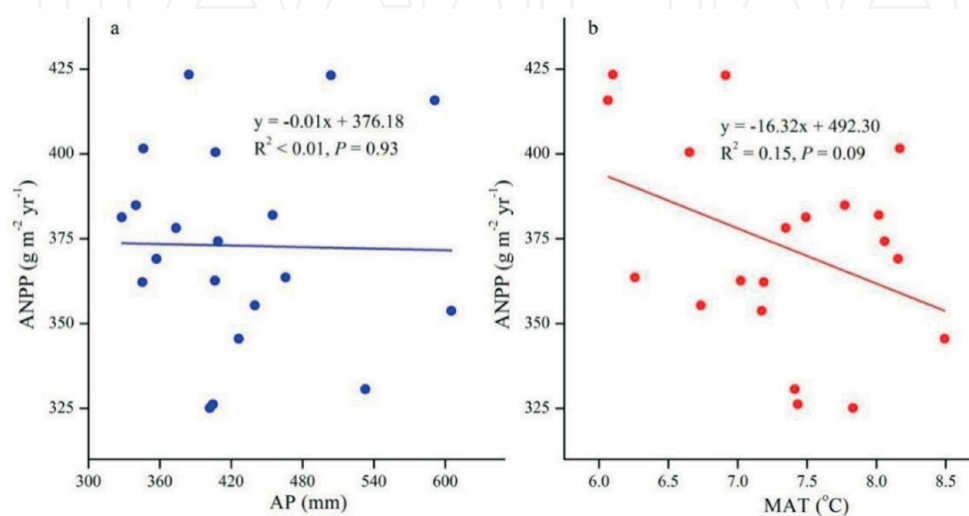 a
ANPP (g m⁻² yr⁻¹)
425
400
375
350
325
y = -0.01x + 376.18
R² < 0.01, P = 0.93
300 360 420 480 540 600
AP (mm)
b
ANPP (g m⁻² yr⁻¹)
425
400
375
350
325
y = -16.32x + 492.30
R² = 0.15, P = 0.09
6.0 6.5 7.0 7.5 8.0 8.5
MAT (°C)